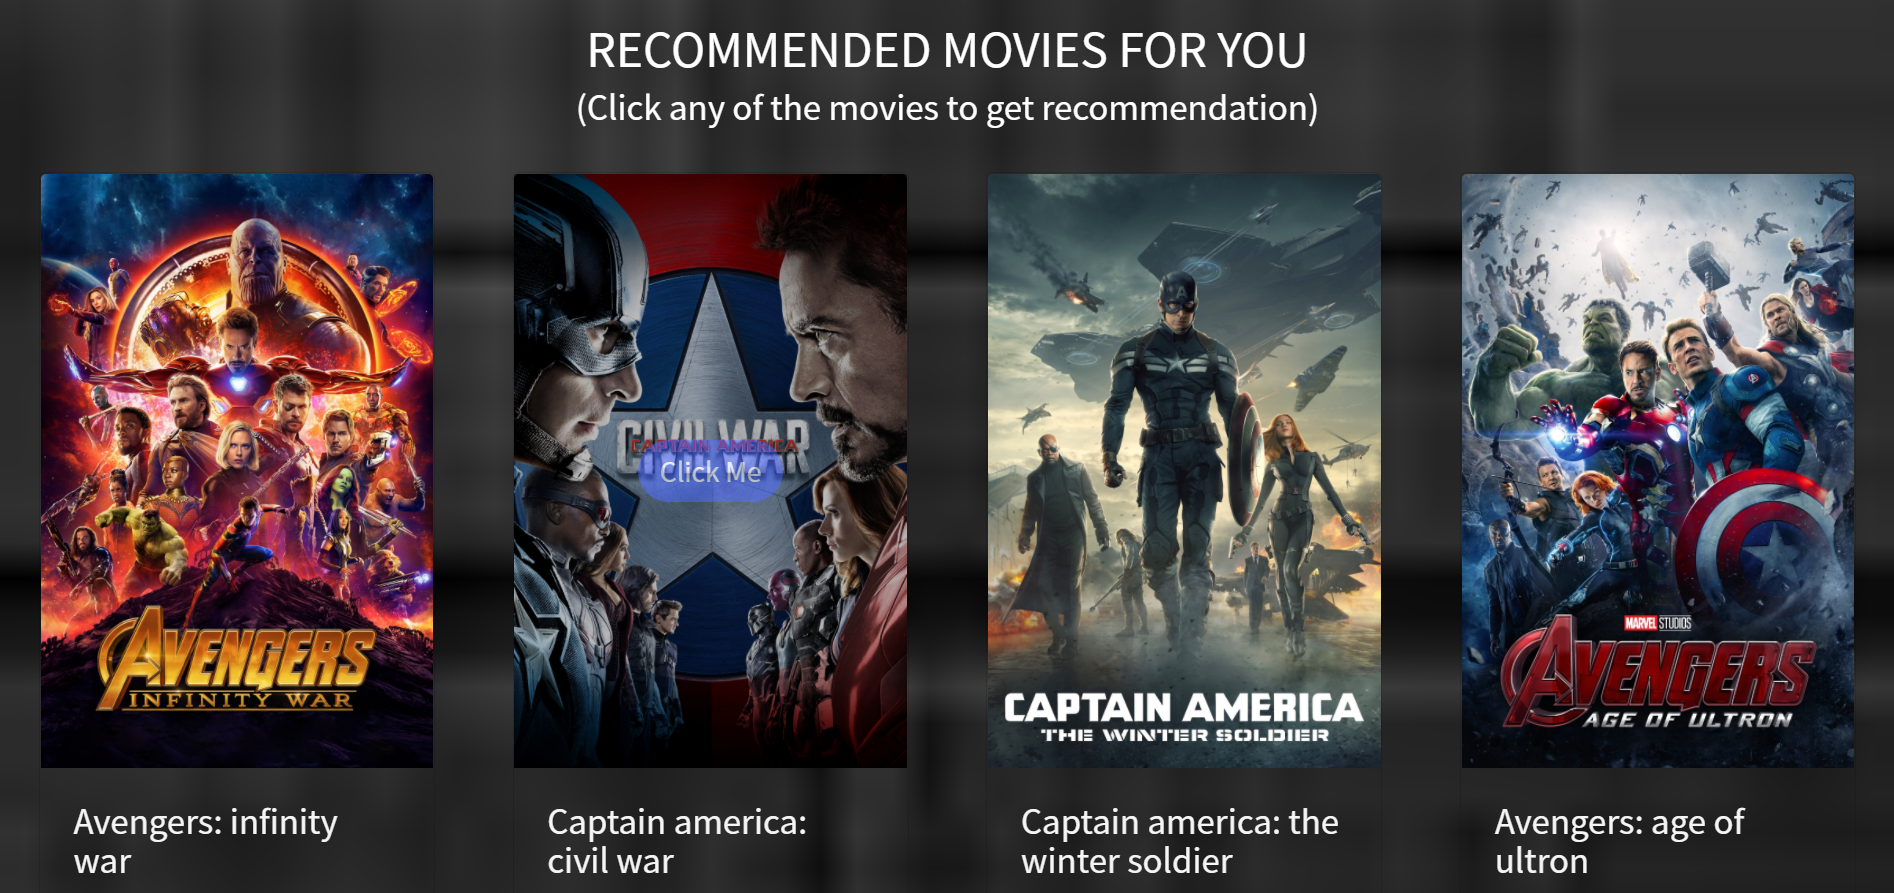 RECOMMENDED MOVIES FOR YOU
(Click any of the movies to get recommendation)
AVENGERS
INFINITY WAR
CIVIL WAR
CAPTAIN AMERICA
Click Me
A
CAPTAIN AMERICA
THE WINTER SOLDIER
MARVEL STUDIOS
AVENGERS
AGE OF ULTRON
Avengers: infinity
war
Captain america:
civil war
Captain america: the
winter soldier
Avengers: age of
ultron